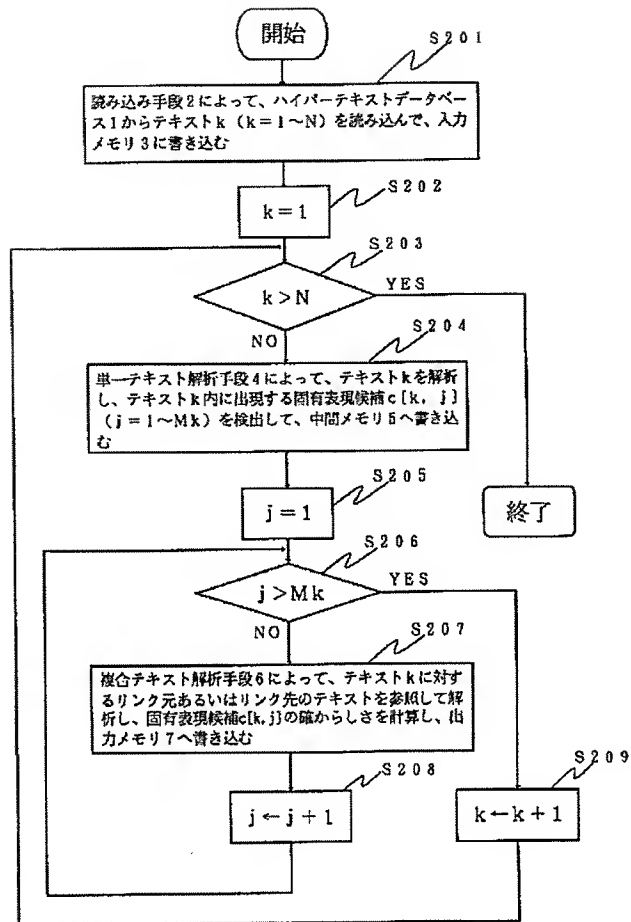 開始
S201
読み込み手段2によって、ハイパーテキストデータベー
ス1からテキストk（k＝1～N）を読み込んで、入力
メモリ3に書き込む
S202
k＝1
S203
k＞N
YES
NO
S204
単一テキスト解析手段4によって、テキストkを解析
し、テキストk内に出現する固有表現候補c[k, j]
（j＝1～Mk）を検出して、中間メモリ5へ書き込
む
S205
j＝1
終了
S206
j＞Mk
YES
NO
S207
複合テキスト解析手段6によって、テキストkに対す
るリンク元あるいはリンク先のテキストを参照して解
析し、固有表現候補c[k,j]の確からしさを計算し、出
力メモリ7へ書き込む
S208
j←j＋1
S209
k←k＋1